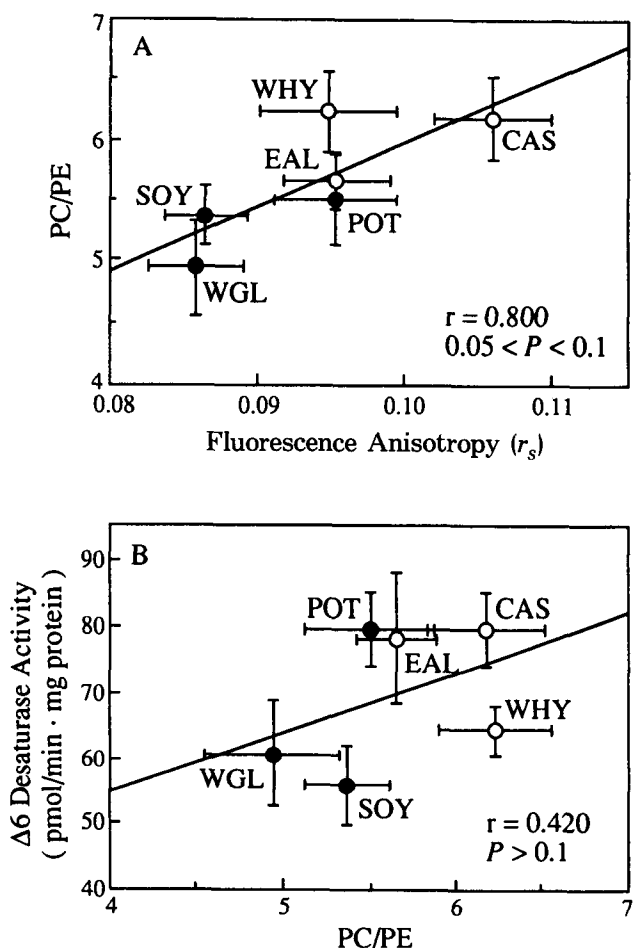 A
7
6
5
4
PC/PE
WHY
CAS
EAL
SOY
POT
WGL
r = 0.800
0.05 < P < 0.1
0.08
0.09
0.10
0.11
Fluorescence Anisotropy (rₛ)
B
90
80
70
60
50
40
Δ6 Desaturase Activity
( pmol/min · mg protein )
POT
CAS
EAL
WHY
WGL
SOY
r = 0.420
P > 0.1
4
5
6
7
PC/PE